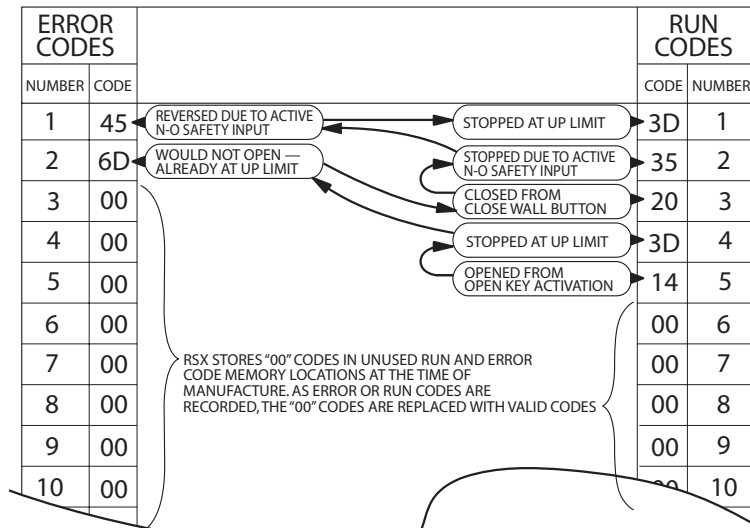 ERROR
CODES
RUN
CODES
NUMBER CODE
CODE NUMBER
1 45 REVERSED DUE TO ACTIVE
N-O SAFETY INPUT
STOPPED AT UP LIMIT 3D 1
2 6D WOULD NOT OPEN —
ALREADY AT UP LIMIT
STOPPED DUE TO ACTIVE
N-O SAFETY INPUT
35 2
3 00
CLOSED FROM
CLOSE WALL BUTTON
20 3
4 00
STOPPED AT UP LIMIT 3D 4
5 00
OPENED FROM
OPEN KEY ACTIVATION
14 5
6 00
00 6
7 00
RSX STORES "00" CODES IN UNUSED RUN AND ERROR
CODE MEMORY LOCATIONS AT THE TIME OF
MANUFACTURE. AS ERROR OR RUN CODES ARE
RECORDED, THE "00" CODES ARE REPLACED WITH VALID CODES
00 7
8 00
00 8
9 00
00 9
10 00
10